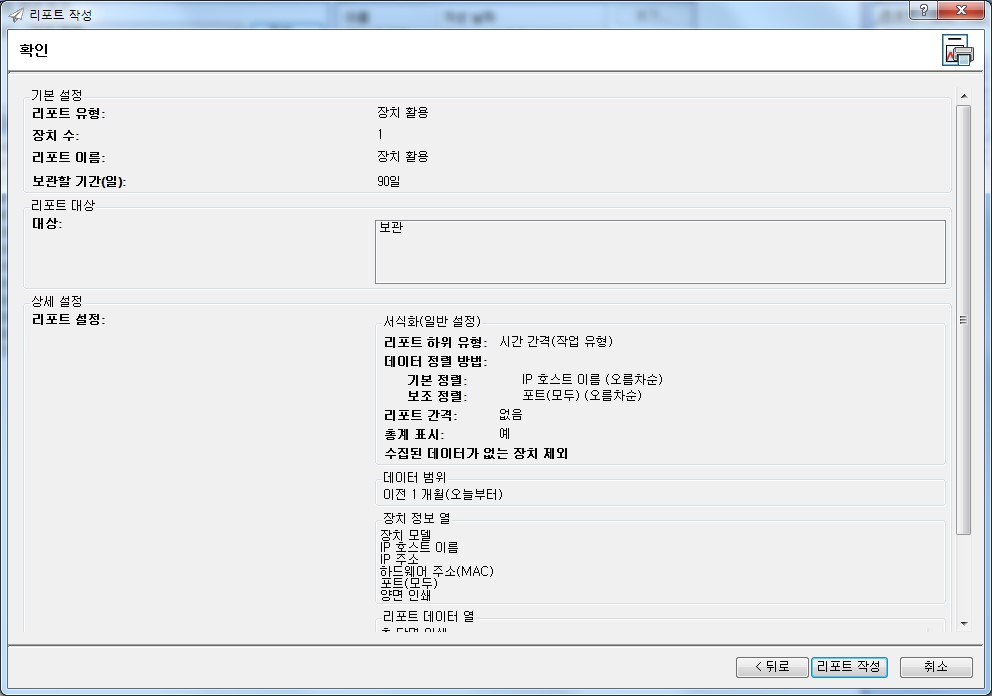 리포트 작성
확인
기본 설정
리포트 유형: 장치 활용
장치 수: 1
리포트 이름: 장치 활용
보관할 기간(일): 90일
리포트 대상
대상: 보관
상세 설정
리포트 설정:
서식화(일반 설정)
리포트 하위 유형: 시간 간격(작업 유형)
데이터 정렬 방법:
기본 정렬: IP 호스트 이름 (오름차순)
보조 정렬: 포트(모두) (오름차순)
리포트 간격: 없음
총계 표시: 예
수집된 데이터가 없는 장치 제외
데이터 범위
이전 1 개월(오늘부터)
장치 정보 열
장치 모델
IP 호스트 이름
IP 주소
하드웨어 주소(MAC)
포트(모두)
양면 인쇄
리포트 데이터 열
< 뒤로 리포트 작성 취소